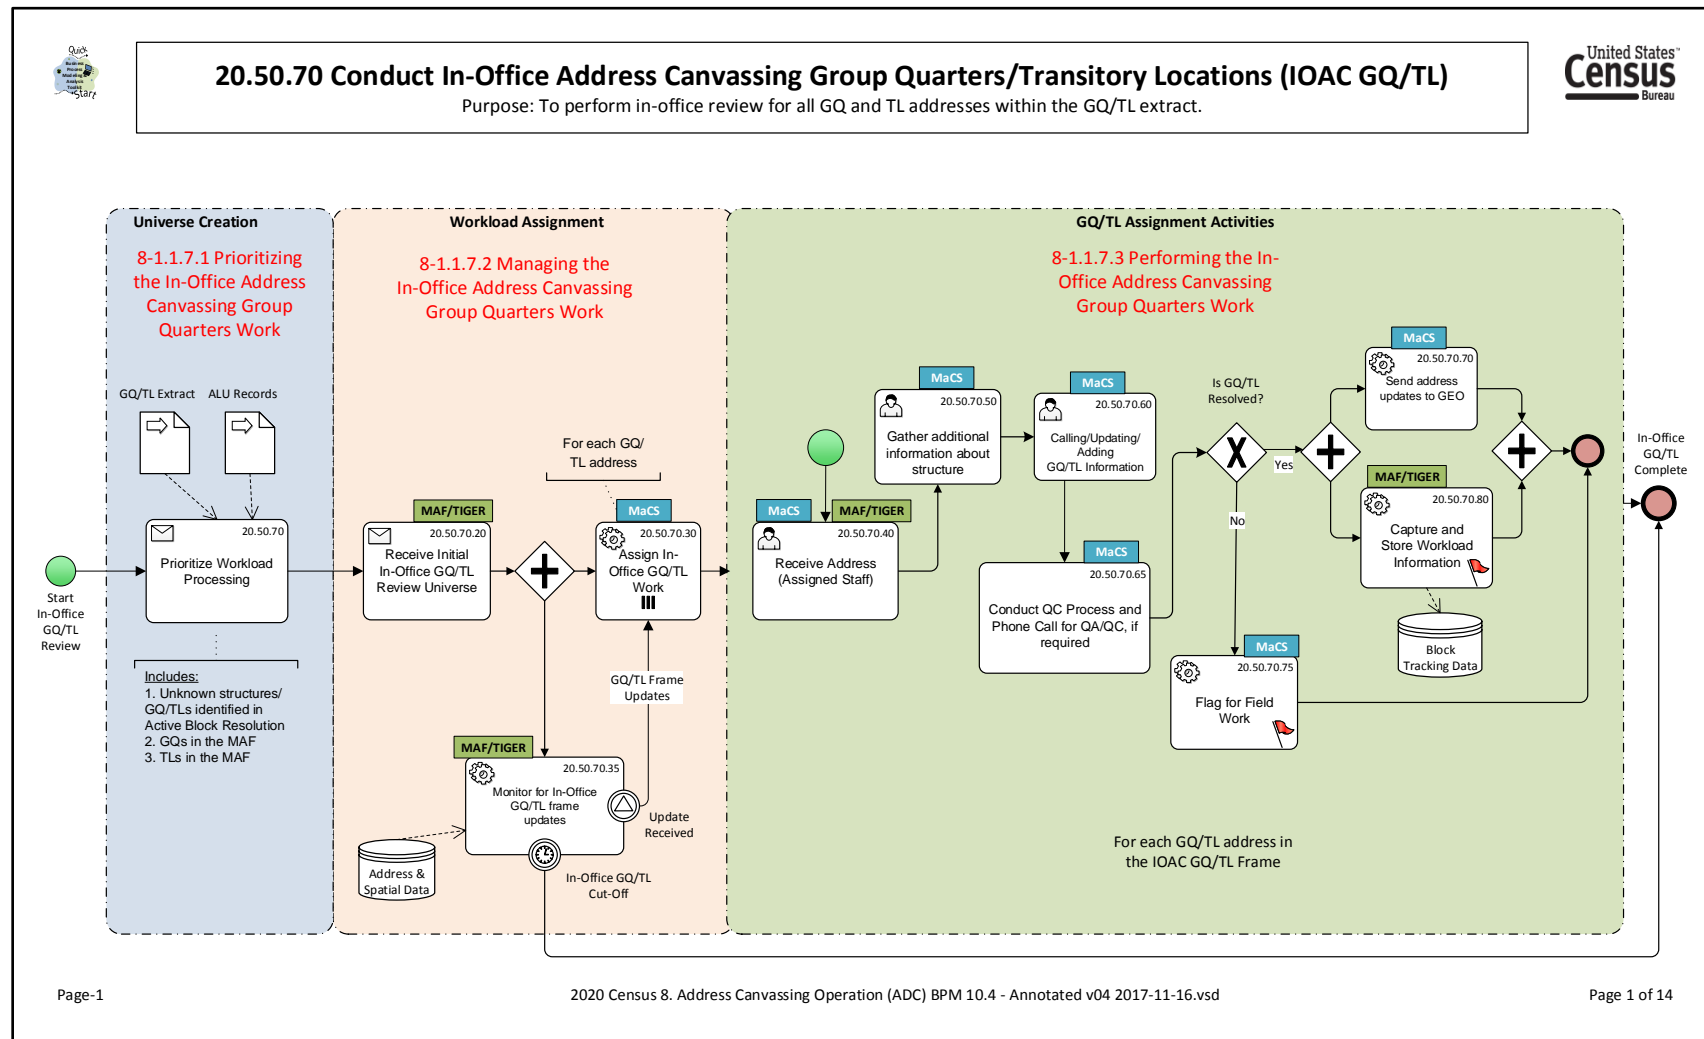 Quick
Business
Process
Modeling
Analysis
Toolkit
Start
20.50.70 Conduct In-Office Address Canvassing Group Quarters/Transitory Locations (IOAC GQ/TL)
Purpose: To perform in-office review for all GQ and TL addresses within the GQ/TL extract.
United States™
Census
Bureau
Universe Creation
8-1.1.7.1 Prioritizing
the In-Office Address
Canvassing Group
Quarters Work
GQ/TL Extract
ALU Records
20.50.70
Prioritize Workload
Processing
Start
In-Office
GQ/TL
Review
Includes:
1. Unknown structures/
GQ/TLs identified in
Active Block Resolution
2. GQs in the MAF
3. TLs in the MAF
Workload Assignment
8-1.1.7.2 Managing the
In-Office Address Canvassing
Group Quarters Work
For each GQ/
TL address
MAF/TIGER
20.50.70.20
Receive Initial
In-Office GQ/TL
Review Universe
MaCS
20.50.70.30
Assign In-
Office GQ/TL
Work
GQ/TL Frame
Updates
MAF/TIGER
20.50.70.35
Monitor for In-Office
GQ/TL frame
updates
Update
Received
Address &
Spatial Data
In-Office GQ/TL
Cut-Off
GQ/TL Assignment Activities
8-1.1.7.3 Performing the In-
Office Address Canvassing
Group Quarters Work
MaCS
MAF/TIGER
20.50.70.40
Receive Address
(Assigned Staff)
MaCS
20.50.70.50
Gather additional
information about
structure
MaCS
20.50.70.60
Calling/Updating/
Adding
GQ/TL Information
MaCS
20.50.70.65
Conduct QC Process and
Phone Call for QA/QC, if
required
Is GQ/TL
Resolved?
X
Yes
No
MaCS
20.50.70.70
Send address
updates to GEO
MAF/TIGER
20.50.70.80
Capture and
Store Workload
Information
Block
Tracking Data
MaCS
20.50.70.75
Flag for Field
Work
For each GQ/TL address in
the IOAC GQ/TL Frame
In-Office
GQ/TL
Complete
Page-1
2020 Census 8. Address Canvassing Operation (ADC) BPM 10.4 - Annotated v04 2017-11-16.vsd
Page 1 of 14